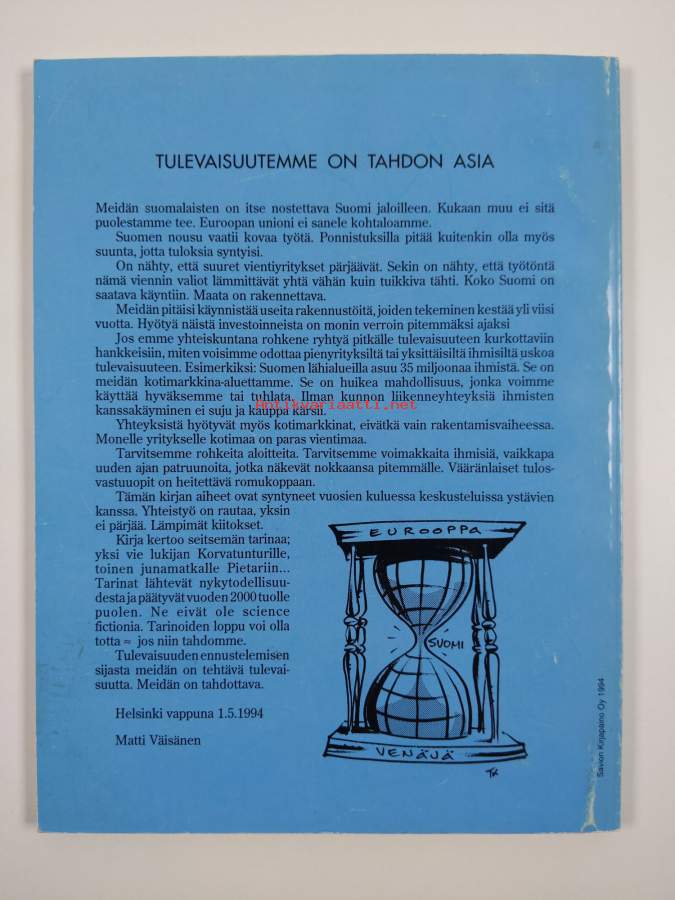 TULEVAISUUTEMME ON TAHDON ASIA
Meidän suomalaisten on itse nostettava Suomi jaloilleen. Kukaan muu ei sitä
puolestamme tee. Euroopan unioni ei sanele kohtaloamme.
Suomen nousu vaatii kovaa työtä. Ponnistuksilla pitää kuitenkin olla myös
suunta, jotta tuloksia syntyisi.
On nähty, että suuret vientiyritykset pärjäävät. Sekin on nähty, että työtöntä
nämä viennin valiot lämmittävät yhtä vähän kuin tuikkiva tähti. Koko Suomi on
saatava käyntiin. Maata on rakennettava.
Meidän pitäisi käynnistää useita rakennustöitä, joiden tekeminen kestää yli viisi
vuotta. Hyötyä näistä investoinneista on monin verroin pitemmäksi ajaksi
Jos emme yhteiskuntana rohkene ryhtyä pitkälle tulevaisuuteen kurkottaviin
hankkeisiin, miten voisimme odottaa pienyrityksiltä tai yksittäisiltä ihmisiltä uskoa
tulevaisuuteen. Esimerkiksi: Suomen lähialueilla asuu 35 miljoonaa ihmistä. Se on
meidän kotimarkkina-aluettamme. Se on huikea mahdollisuus, jonka voimme
käyttää hyväksemme tai tuhlata. Ilman kunnon liikenneyhteyksiä ihmisten
Antikvariaatti.net
kanssakäyminen ei suju ja kauppa kärsii.
Yhteyksistä hyötyvät myös kotimarkkinat, eivätkä vain rakentamisvaiheessa.
Monelle yritykselle kotimaa on paras vientimaa.
Tarvitsemme rohkeita aloitteita. Tarvitsemme voimakkaita ihmisiä, vaikkapa
uuden ajan patruunoita, jotka näkevät nokkaansa pitemmälle. Vääränlaiset tulos-
vastuuopit on heitettävä romukoppaan.
Tämän kirjan aiheet ovat syntyneet vuosien kuluessa keskusteluissa ystävien
kanssa. Yhteistyö on rautaa, yksin
ei pärjää. Lämpimät kiitokset.
Kirja kertoo seitsemän tarinaa;
yksi vie lukijan Korvatunturille,
toinen junamatkalle Pietariin...
Tarinat lähtevät nykytodellisuu-
desta ja päätyvät vuoden 2000 tuolle
puolen. Ne eivät ole science
fictionia. Tarinoiden loppu voi olla
totta ≈ jos niin tahdomme.
Tulevaisuuden ennustelemisen
sijasta meidän on tehtävä tulevai-
suutta. Meidän on tahdottava.
Helsinki vappuna 1.5.1994
Matti Väisänen
EUROOPPA
SUOMI
VENÄJÄ
TK
Savion Kirjapaino Oy 1994